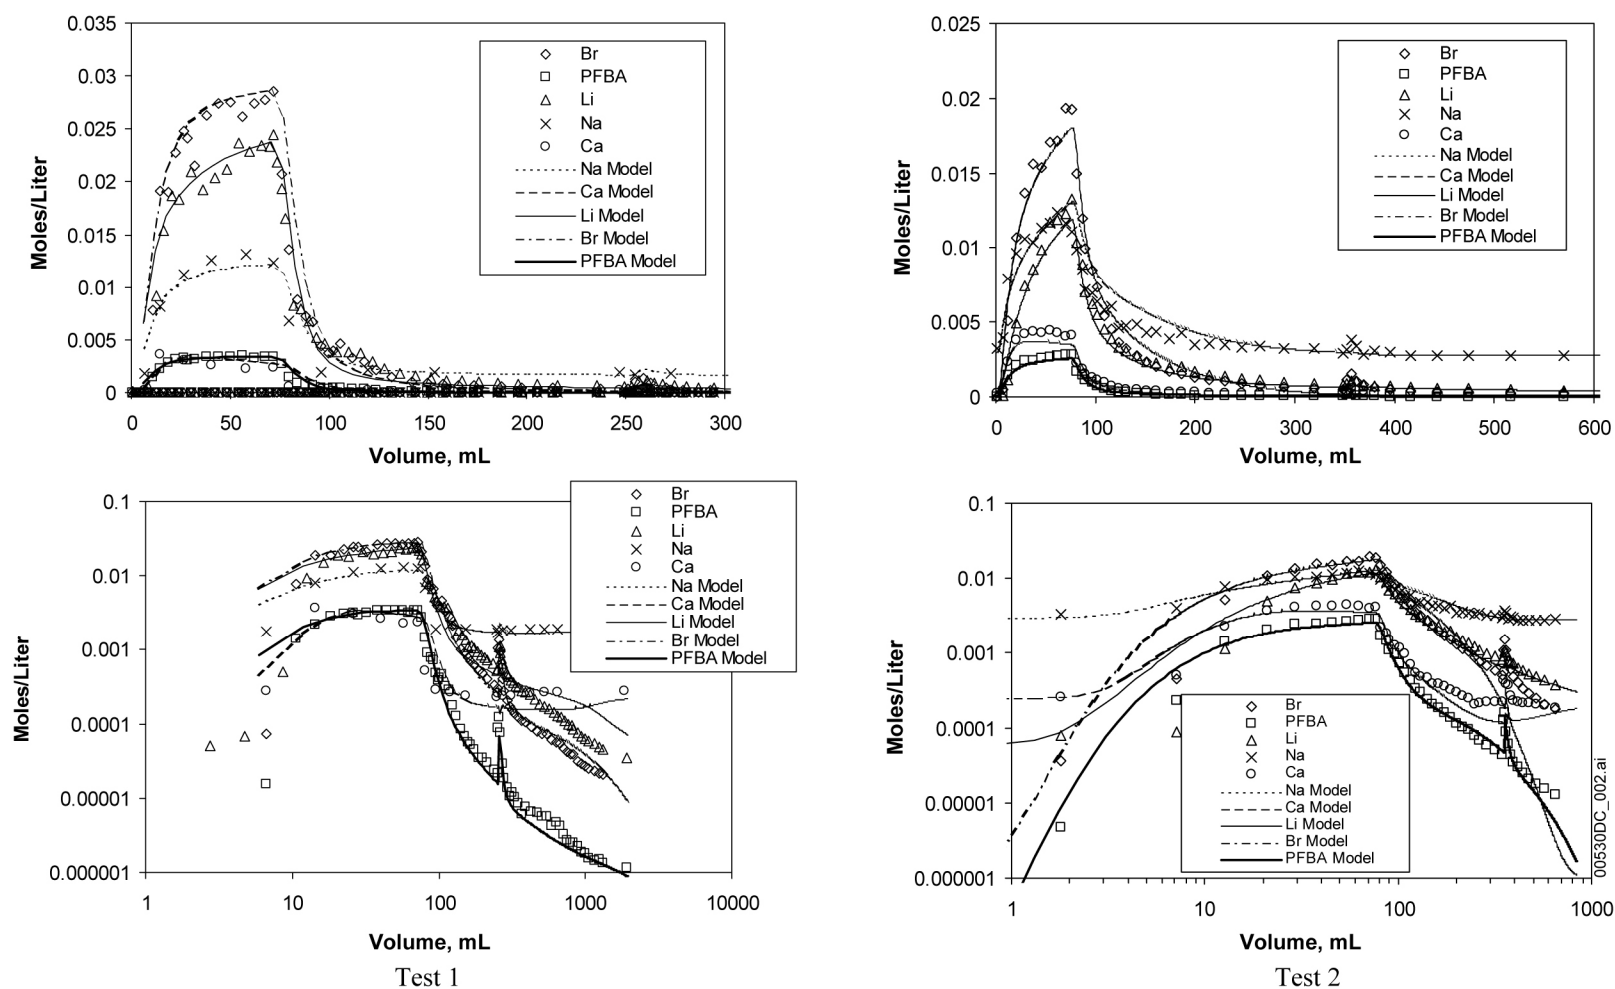 0.035
0.03
0.025
0.02
0.015
0.01
0.005
0
Moles/Liter
0 50 100 150 200 250 300
Volume, mL
Br
PFBA
Li
Na
Ca
Na Model
Ca Model
Li Model
Br Model
PFBA Model
0.025
0.02
0.015
0.01
0.005
0
Moles/Liter
0 100 200 300 400 500 600
Volume, mL
Br
PFBA
Li
Na
Ca
Na Model
Ca Model
Li Model
Br Model
PFBA Model
0.1
0.01
0.001
0.0001
0.00001
0.000001
Moles/Liter
1 10 100 1000 10000
Volume, mL
Br
PFBA
Li
Na
Ca
Na Model
Ca Model
Li Model
Br Model
PFBA Model
Test 1
0.1
0.01
0.001
0.0001
0.00001
0.000001
Moles/Liter
1 10 100 1000
Volume, mL
Br
PFBA
Li
Na
Ca
Na Model
Ca Model
Li Model
Br Model
PFBA Model
Test 2
00530DC_002.ai